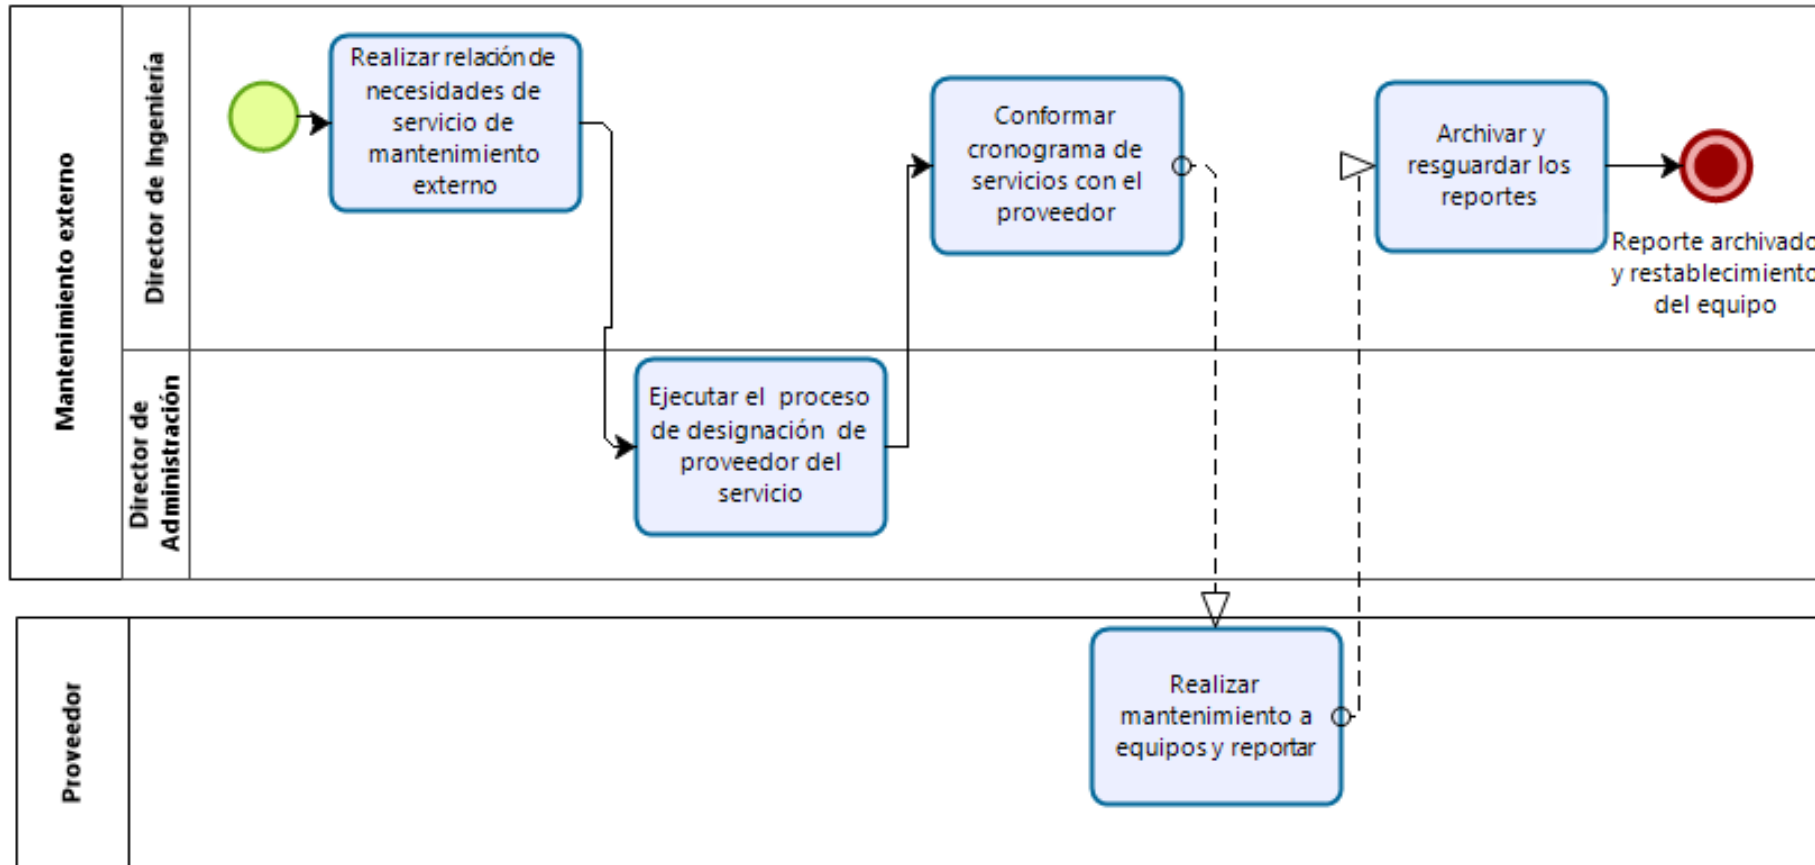 Mantenimiento externo
Director de Ingeniería
Realizar relación de
necesidades de
servicio de
mantenimiento
externo
Conformar
cronograma de
servicios con el
proveedor
Archivar y
resguardar los
reportes
Reporte archivado
y restablecimiento
del equipo
Director de
Administración
Ejecutar el proceso
de designación de
proveedor del
servicio
Proveedor
Realizar
mantenimiento a
equipos y reportar